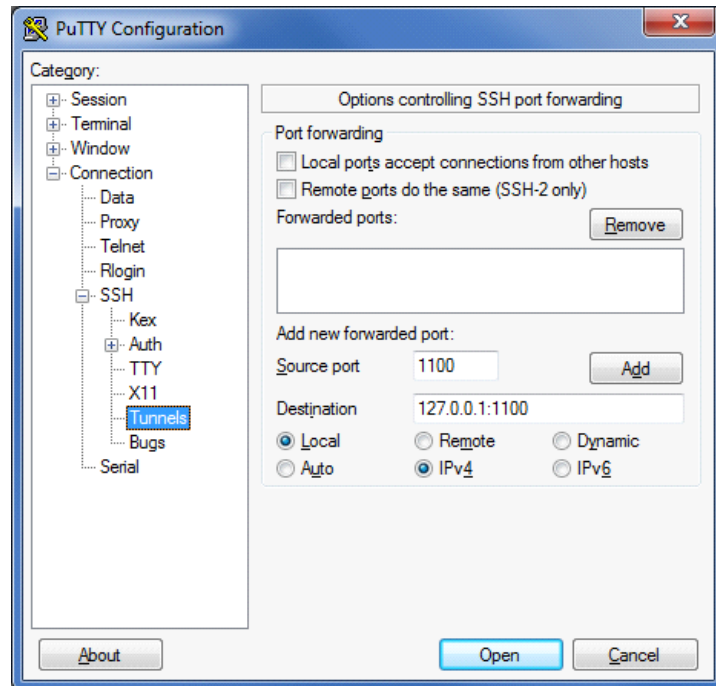 PuTTY Configuration
Category:
Session
Terminal
Window
Connection
Data
Proxy
Telnet
Rlogin
SSH
Kex
Auth
TTY
X11
Tunnels
Bugs
Serial
Options controlling SSH port forwarding
Port forwarding
Local ports accept connections from other hosts
Remote ports do the same (SSH-2 only)
Forwarded ports:
Remove
Add new forwarded port:
Source port 1100 Add
Destination 127.0.0.1:1100
Local Remote Dynamic
Auto IPv4 IPv6
About Open Cancel